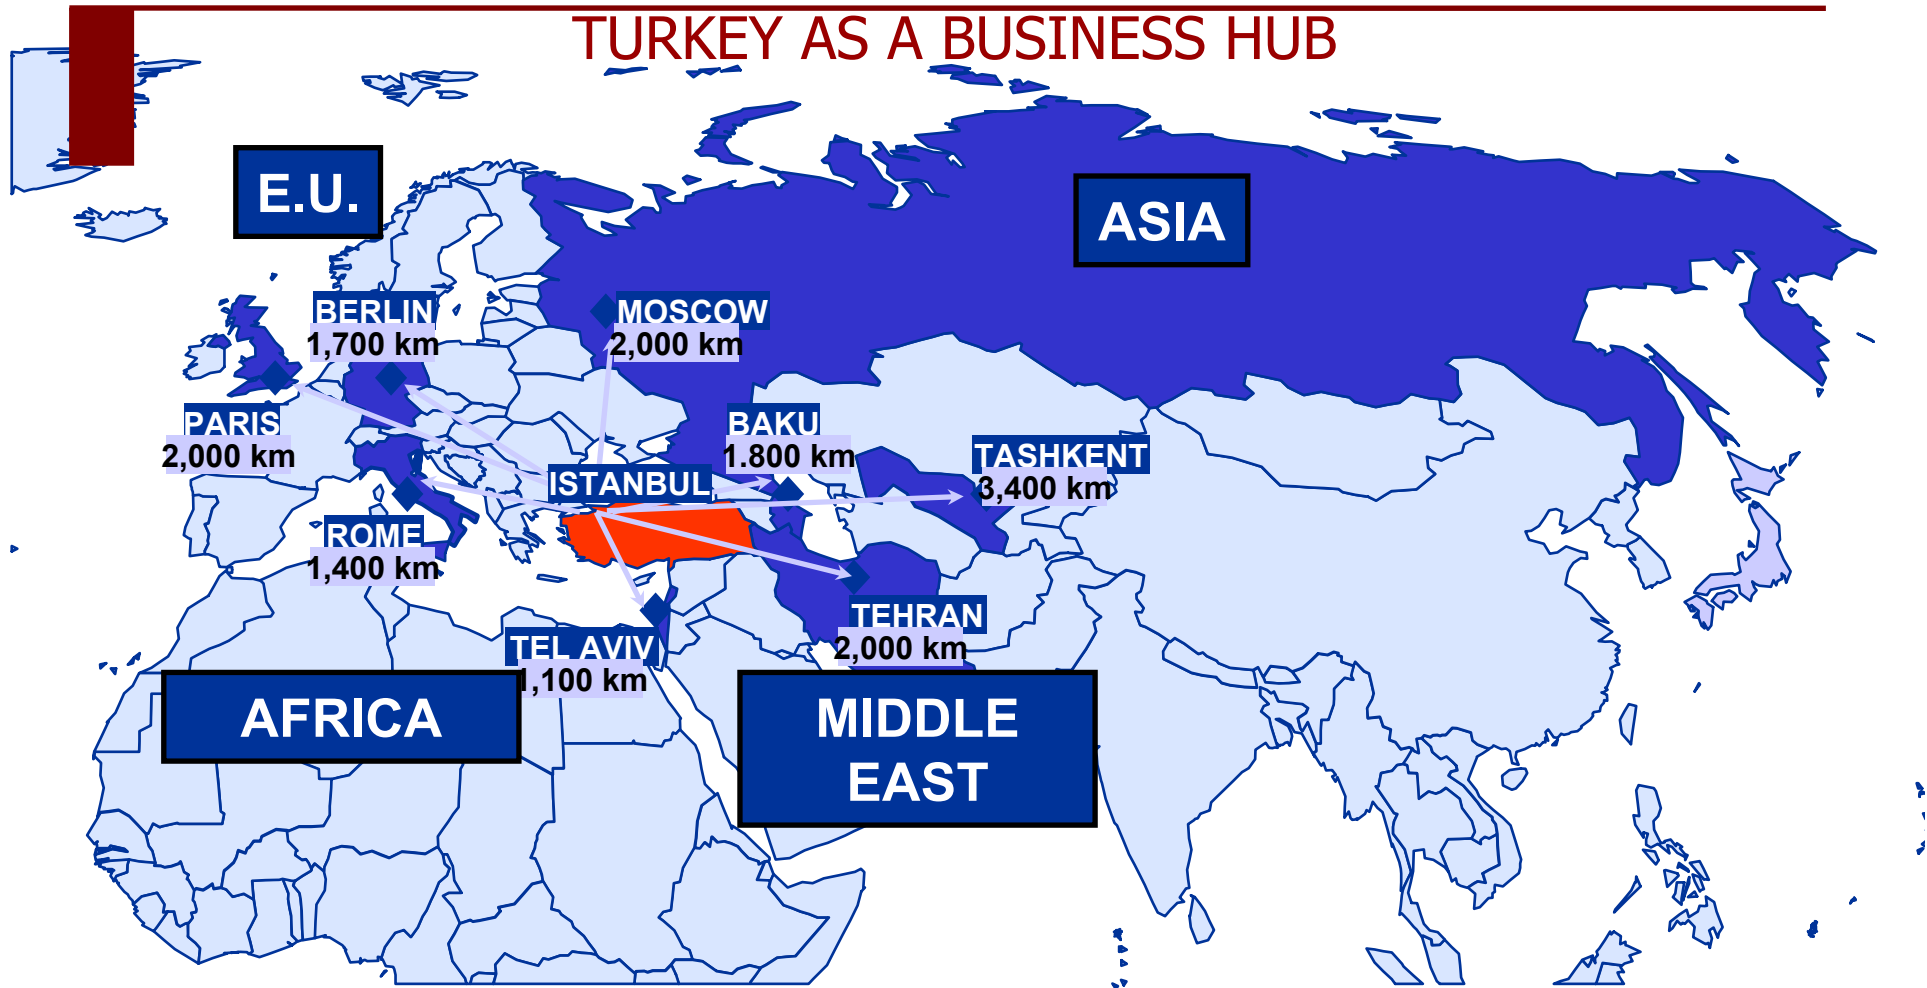 TURKEY AS A BUSINESS HUB
E.U.
ASIA
BERLIN
1,700 km
MOSCOW
2,000 km
PARIS
2,000 km
BAKU
1.800 km
TASHKENT
3,400 km
ISTANBUL
ROME
1,400 km
TEHRAN
2,000 km
TEL AVIV
1,100 km
AFRICA
MIDDLE
EAST